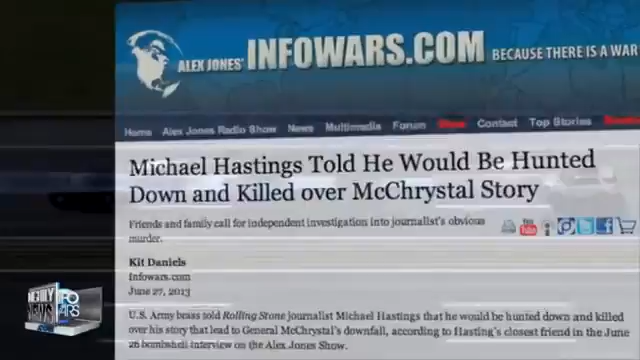 ALEX JONES' INFOWARS.COM BECAUSE THERE IS A WAR
Home Alex Jones Radio Show News Multimedia Forum Store Contact Top Stories
Michael Hastings Told He Would Be Hunted
Down and Killed over McChrystal Story
Friends and family call for independent investigation into journalist's obvious
murder.
Kit Daniels
Infowars.com
June 27, 2013
U.S. Army brass told Rolling Stone journalist Michael Hastings that he would be hunted down and killed
over his story that lead to General McChrystal's downfall, according to Hasting's closest friend in the June
26 bombshell interview on the Alex Jones Show.
NIGHTLY
NEWS